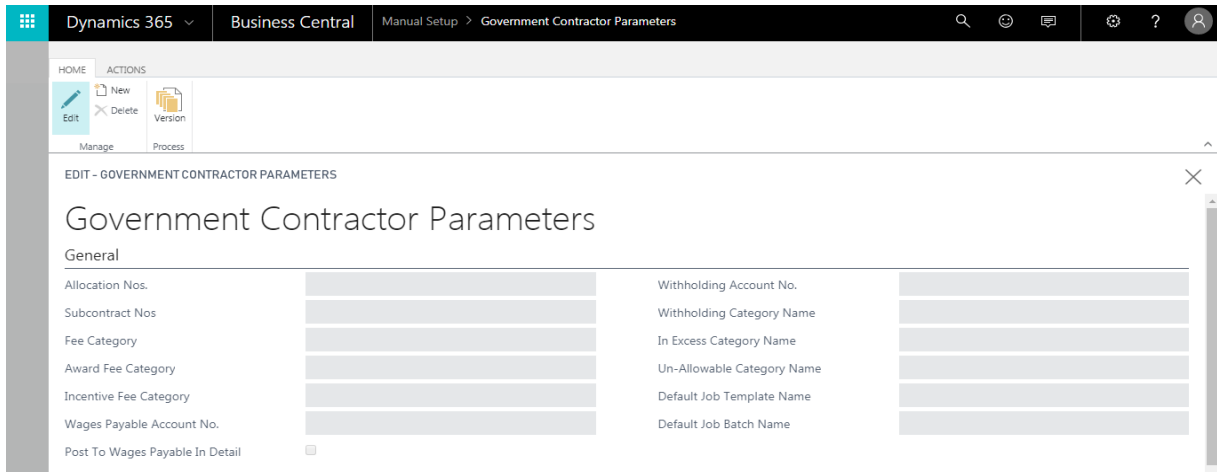 Dynamics 365 Business Central Manual Setup > Government Contractor Parameters ?
HOME ACTIONS
Edit
New
Delete
Version
Manage Process
EDIT - GOVERNMENT CONTRACTOR PARAMETERS
Government Contractor Parameters
General
Allocation Nos.
Subcontract Nos
Fee Category
Award Fee Category
Incentive Fee Category
Wages Payable Account No.
Post To Wages Payable In Detail
Withholding Account No.
Withholding Category Name
In Excess Category Name
Un-Allowable Category Name
Default Job Template Name
Default Job Batch Name